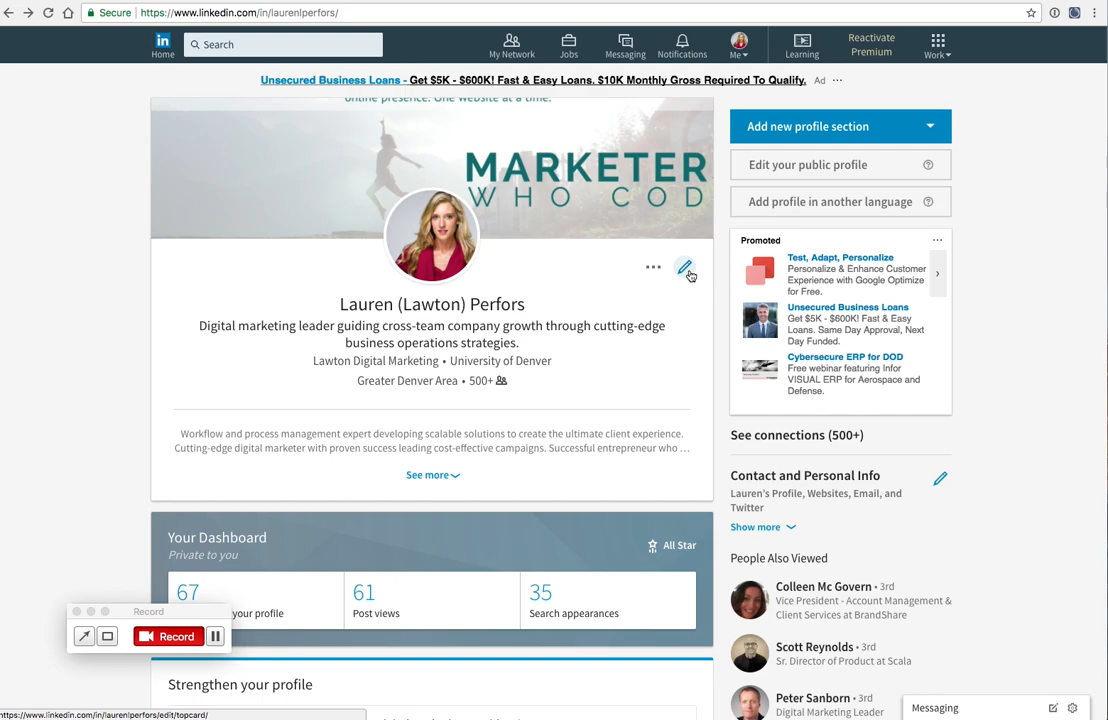 Secure
https://www.linkedin.com/in/laurenlperfors/
in
Home
Search
My Network
Jobs
Messaging
Notifications
Me
Learning
Reactivate
Premium
Work
Unsecured Business Loans - Get $5K - $600K! Fast & Easy Loans. $10K Monthly Gross Required To Qualify.
Ad
online presence. One website at a time.
MARKETER
WHO COD
Lauren (Lawton) Perfors
Digital marketing leader guiding cross-team company growth through cutting-edge
business operations strategies.
Lawton Digital Marketing • University of Denver
Greater Denver Area • 500+
Workflow and process management expert developing scalable solutions to create the ultimate client experience.
Cutting-edge digital marketer with proven success leading cost-effective campaigns. Successful entrepreneur who …
See more
Your Dashboard
Private to you
All Star
67
your profile
61
Post views
35
Search appearances
Record
Record
Strengthen your profile
https://www.linkedin.com/in/laurenlperfors/edit/topcard/
Add new profile section
Edit your public profile
Add profile in another language
Promoted
Test, Adapt, Personalize
Personalize & Enhance Customer
Experience with Google Optimize
for Free.
Unsecured Business Loans
Get $5K - $600K! Fast & Easy
Loans. Same Day Approval, Next
Day Funded.
Cybersecure ERP for DOD
Free webinar featuring Infor
VISUAL ERP for Aerospace and
Defense.
See connections (500+)
Contact and Personal Info
Lauren's Profile, Websites, Email, and
Twitter
Show more
People Also Viewed
Colleen Mc Govern • 3rd
Vice President - Account Management &
Client Services at BrandShare
Scott Reynolds • 3rd
Sr. Director of Product at Scala
Peter Sanborn • 3rd
Digital Marketing Leader
Messaging